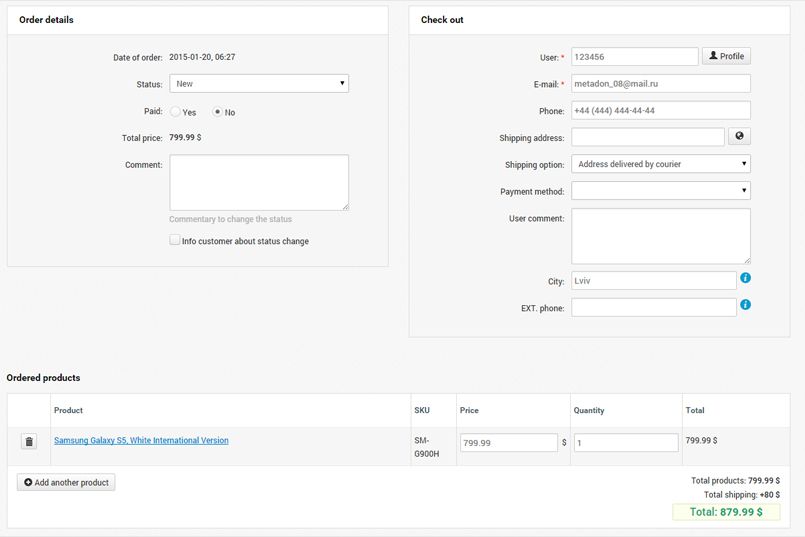 Order details
Date of order: 2015-01-20, 06:27
Status: New
Paid: Yes No
Total price: 799.99 $
Comment:
Commentary to change the status
Info customer about status change
Check out
User: * 123456 Profile
E-mail: * metadon_08@mail.ru
Phone: +44 (444) 444-44-44
Shipping address:
Shipping option: Address delivered by courier
Payment method:
User comment:
City: Lviv
EXT. phone:
Ordered products
Product SKU Price Quantity Total
Samsung Galaxy S5, White International Version SM- 799.99 $ 1 799.99 $
G900H
Add another product
Total products: 799.99 $
Total shipping: +80 $
Total: 879.99 $